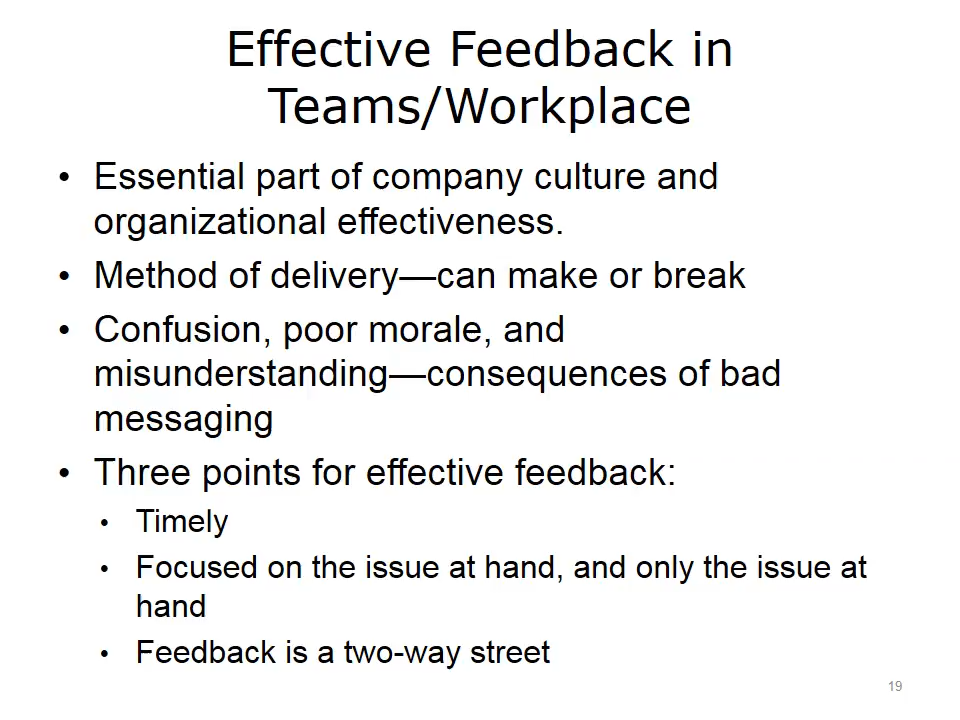 Effective Feedback in
Teams/Workplace
• Essential part of company culture and
organizational effectiveness.
• Method of delivery—can make or break
• Confusion, poor morale, and
misunderstanding—consequences of bad
messaging
• Three points for effective feedback:
• Timely
• Focused on the issue at hand, and only the issue at
hand
• Feedback is a two-way street
19